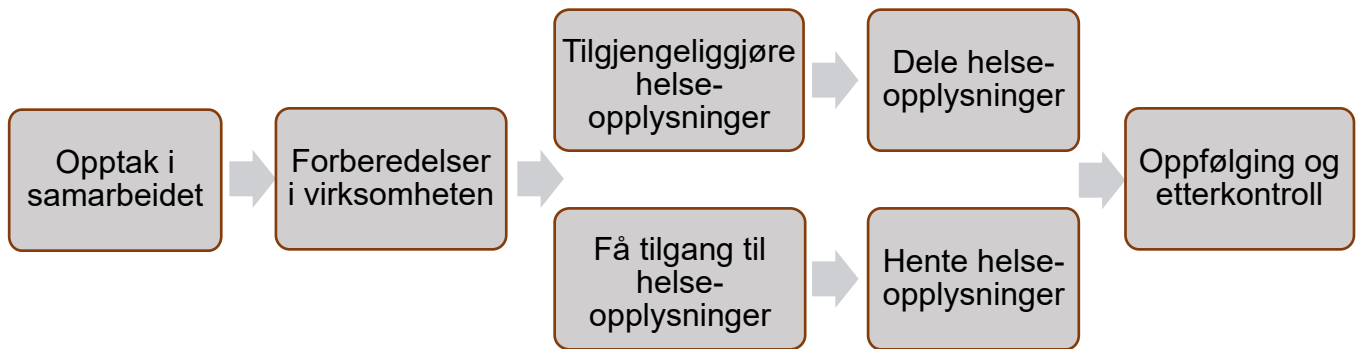 Opptak i
samarbeidet
Forberedelser
i virksomheten
Tilgjengeliggjøre
helse-
opplysninger
Dele helse-
opplysninger
Få tilgang til
helse-
opplysninger
Hente helse-
opplysninger
Oppfølging og
etterkontroll